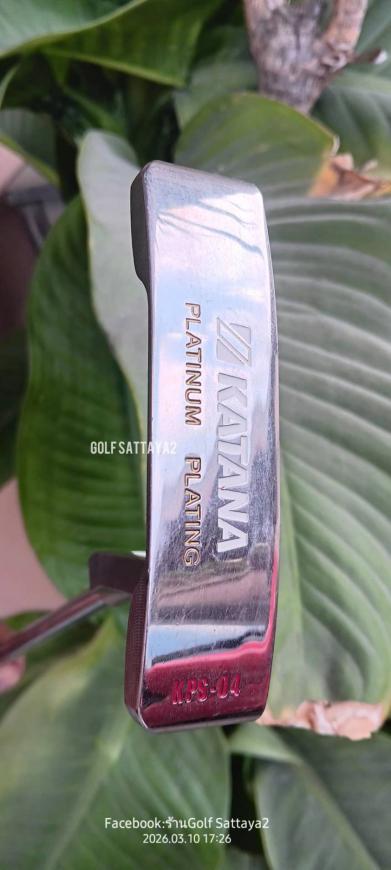 KATANA
PLATINUM PLATING
KPS-04
GOLF SATTAYA2
Facebook:ร้านGolf Sattaya2
2026.03.10 17:26